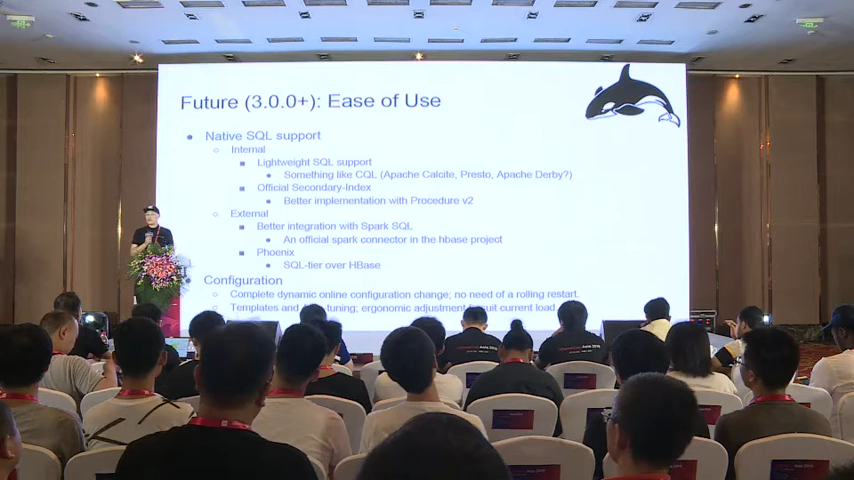 Future (3.0.0+): Ease of Use
Native SQL support
Internal
Lightweight SQL support
Something like CQL (Apache Calcite, Presto, Apache Derby?)
Official Secondary-Index
Better implementation with Procedure v2
External
Better integration with Spark SQL
An official spark connector in the hbase project
Phoenix
SQL-tier over HBase
Configuration
Complete dynamic online configuration change; no need of a rolling restart.
Templates and tuning; ergonomic adjustment current load.